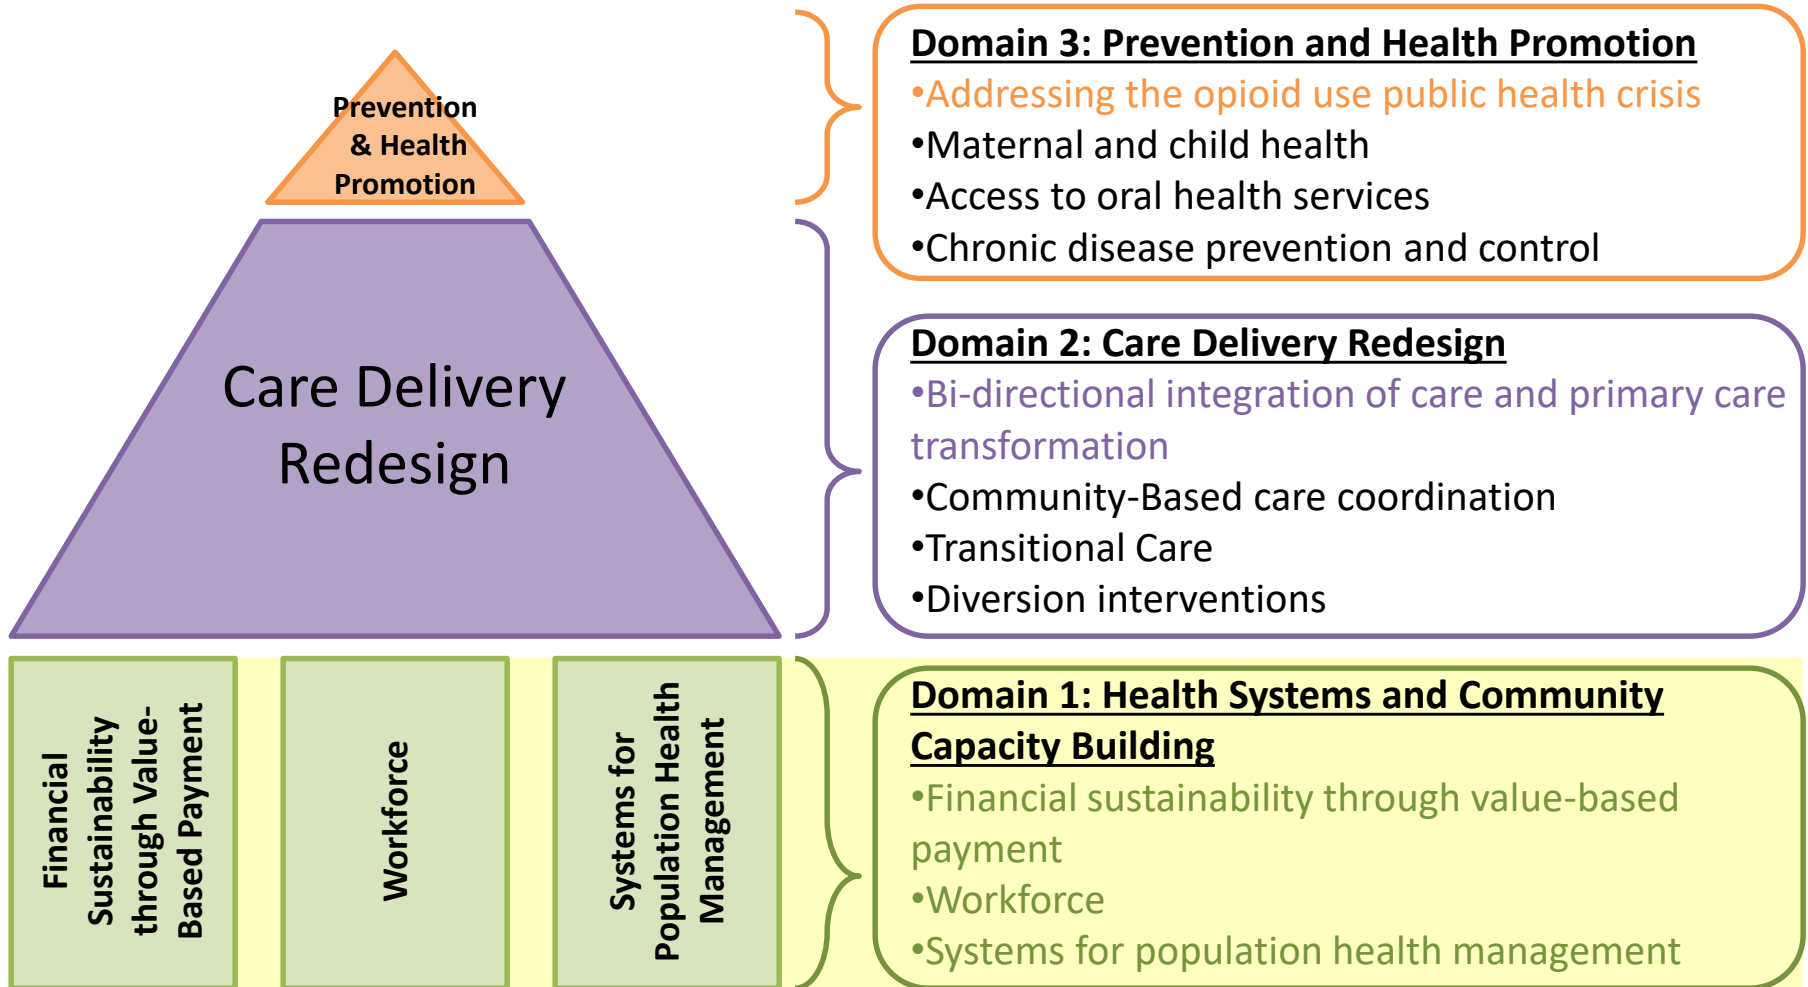 Prevention
& Health
Promotion
Care Delivery
Redesign
Financial
Sustainability
through Value-
Based Payment
Workforce
Systems for
Population Health
Management
Domain 3: Prevention and Health Promotion
•Addressing the opioid use public health crisis
•Maternal and child health
•Access to oral health services
•Chronic disease prevention and control
Domain 2: Care Delivery Redesign
•Bi-directional integration of care and primary care
transformation
•Community-Based care coordination
•Transitional Care
•Diversion interventions
Domain 1: Health Systems and Community
Capacity Building
•Financial sustainability through value-based
payment
•Workforce
•Systems for population health management